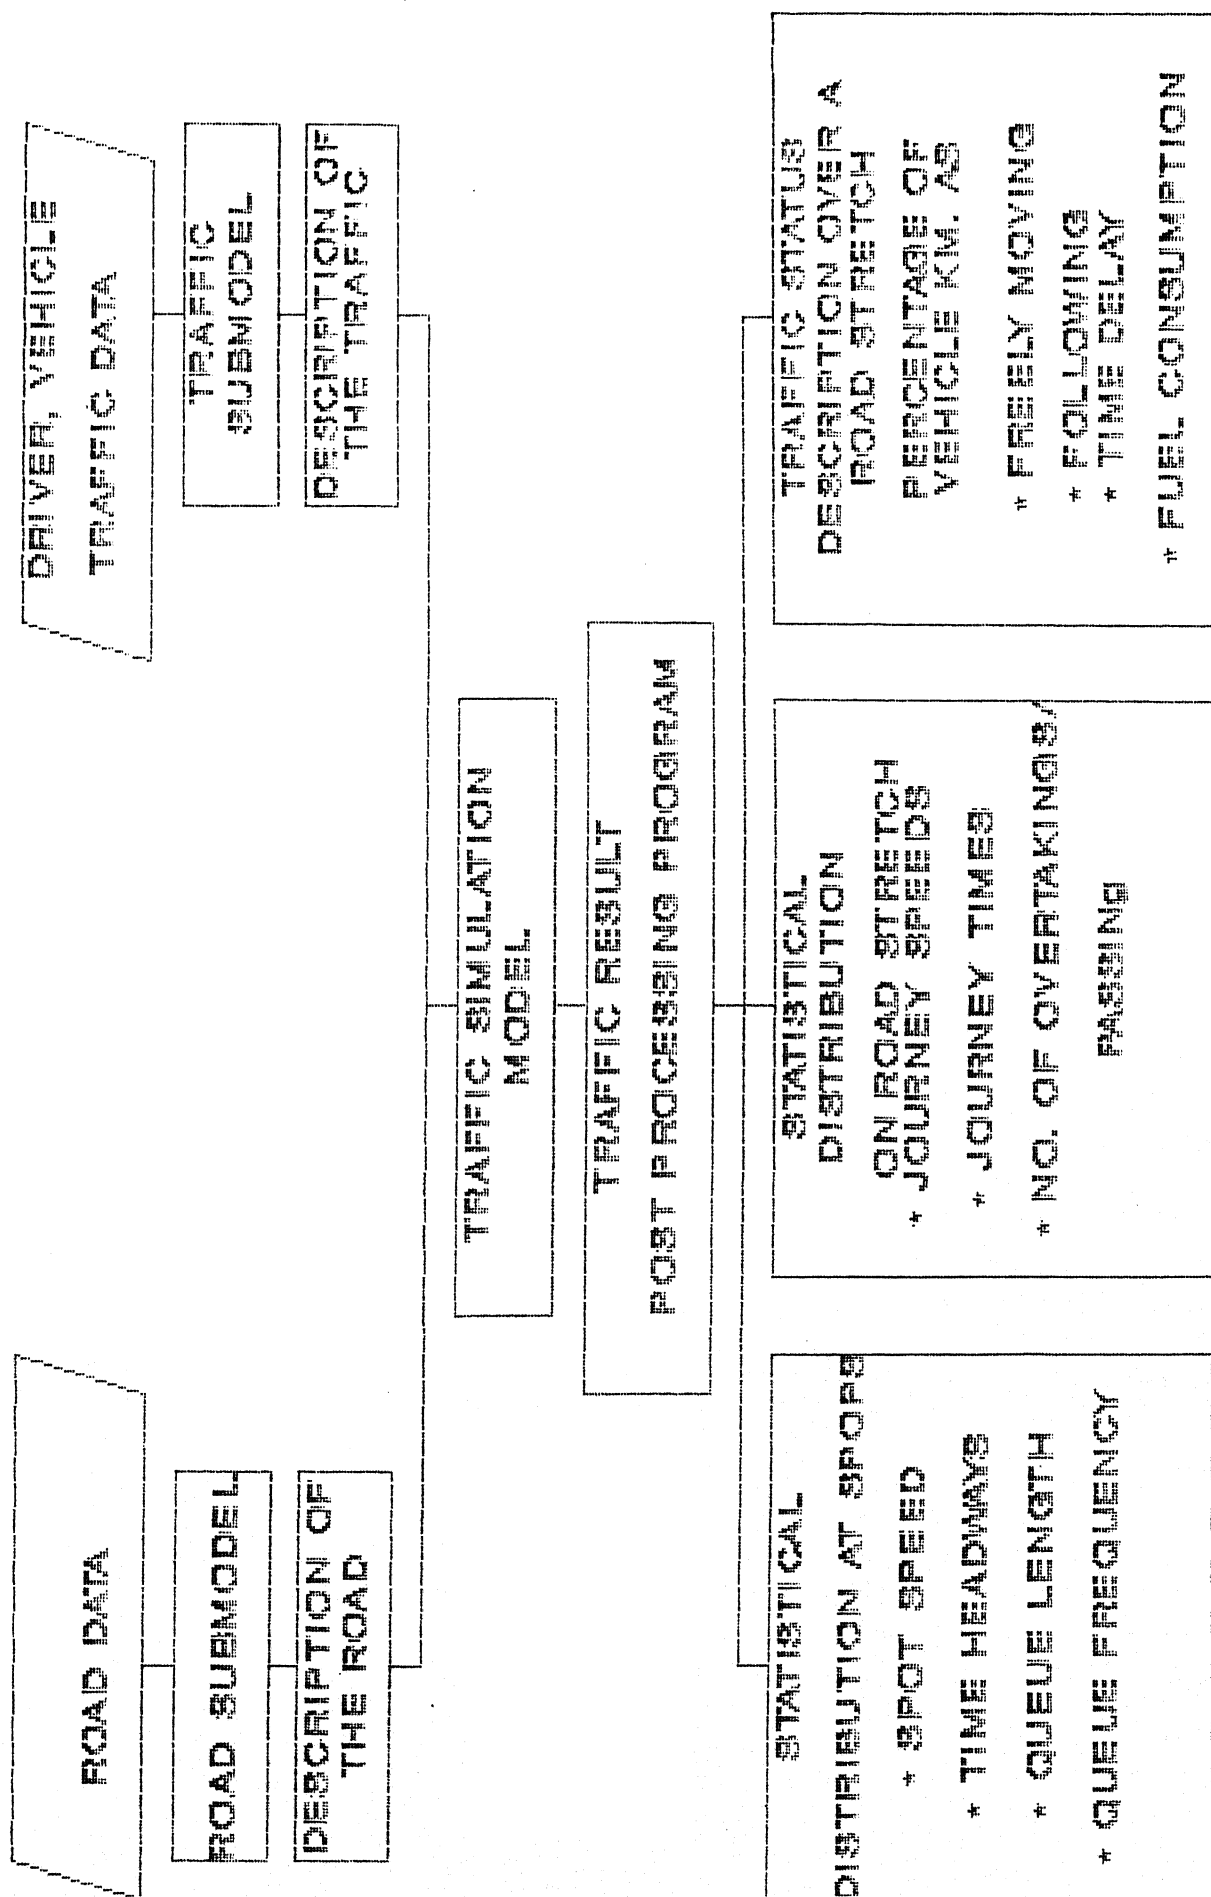 ROAD DATA
ROAD SUBMODEL
DESCRIPTION OF
THE ROAD
DRIVER, VEHICLE
TRAFFIC DATA
TRAFFIC
SUBMODEL
DESCRIPTION OF
THE TRAFFIC
TRAFFIC SIMULATION
MODEL
TRAFFIC RESULT
POST PROCESSING PROGRAM
STATISTICAL
DISTRIBUTION AT SPOPS
* SPOT SPEED
* TIME HEADWAYS
* QUEUE LENGTH
* QUEUE FREQUENCY
STATISTICAL
DISTRIBUTION
ON ROAD STRETCH
* JOURNEY SPEEDS
* JOURNEY TIMES
* NO. OF OVERTAKINGS/
PASSINg
TRAFFIC STATUS
DESCRIPTION OVER A
ROAD STRETCH
PERCENTAGE OF
VEHICLE KM. AS
* FREELY MOVING
* FOLLOWING
* TIME DELAY
* FUEL CONSUMPTION